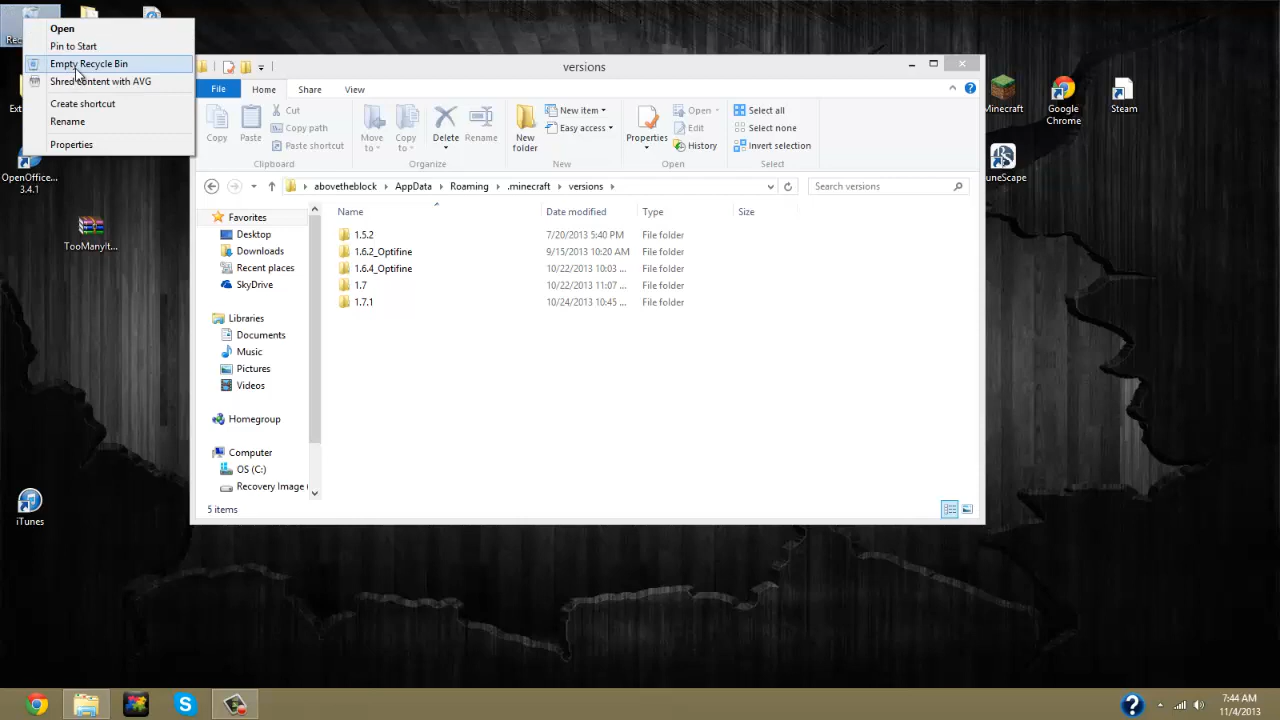 Open
Pin to Start
Empty Recycle Bin
Shred content with AVG
Create shortcut
Rename
Properties
versions
File
Home
Share
View
Copy
Paste
Cut
Copy path
Paste shortcut
Clipboard
Move to
Copy to
Delete
Rename
Organize
New folder
New item
Easy access
New
Properties
Open
Edit
History
Open
Select all
Select none
Invert selection
Select
abovetheblock
AppData
Roaming
.minecraft
versions
Search versions
Name
Date modified
Type
Size
1.5.2 7/20/2013 5:40 PM File folder
1.6.2_Optifine 9/15/2013 10:20 AM File folder
1.6.4_Optifine 10/22/2013 10:03 ... File folder
1.7 10/22/2013 11:07 ... File folder
1.7.1 10/24/2013 10:45 ... File folder
Favorites
Desktop
Downloads
Recent places
SkyDrive
Libraries
Documents
Music
Pictures
Videos
Homegroup
Computer
OS (C:)
Recovery Image
5 items
Rec
Ext
OpenOffice...
3.4.1
TooManyIt...
iTunes
Minecraft
Google
Chrome
Steam
uneScape
7:44 AM
11/4/2013